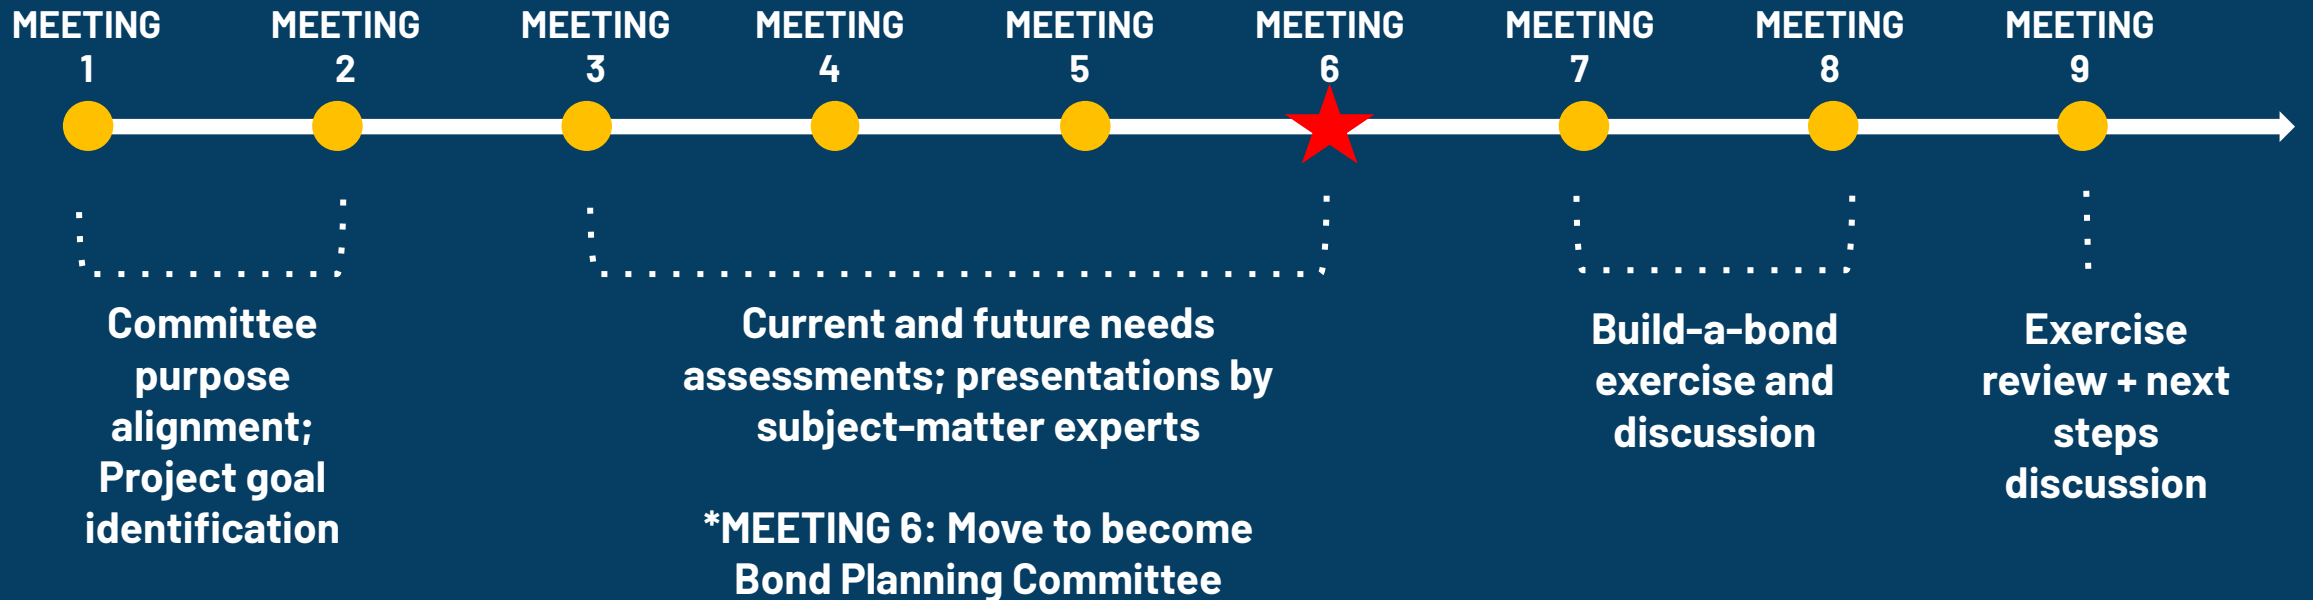 MEETING
1
MEETING
2
MEETING
3
MEETING
4
MEETING
5
MEETING
6
MEETING
7
MEETING
8
MEETING
9
Committee
purpose
alignment;
Project goal
identification
Current and future needs
assessments; presentations by
subject-matter experts
*MEETING 6: Move to become
Bond Planning Committee
Build-a-bond
exercise and
discussion
Exercise
review + next
steps
discussion